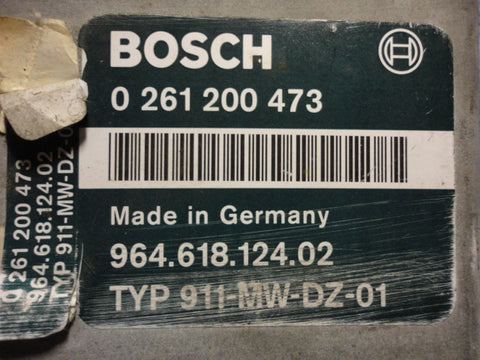 BOSCH
0 261 200 473
Made in Germany
964.618.124.02
TYP 911-MW-DZ-01
0 261 200 473
964.618.124.02
TYP 911-MW-DZ-0